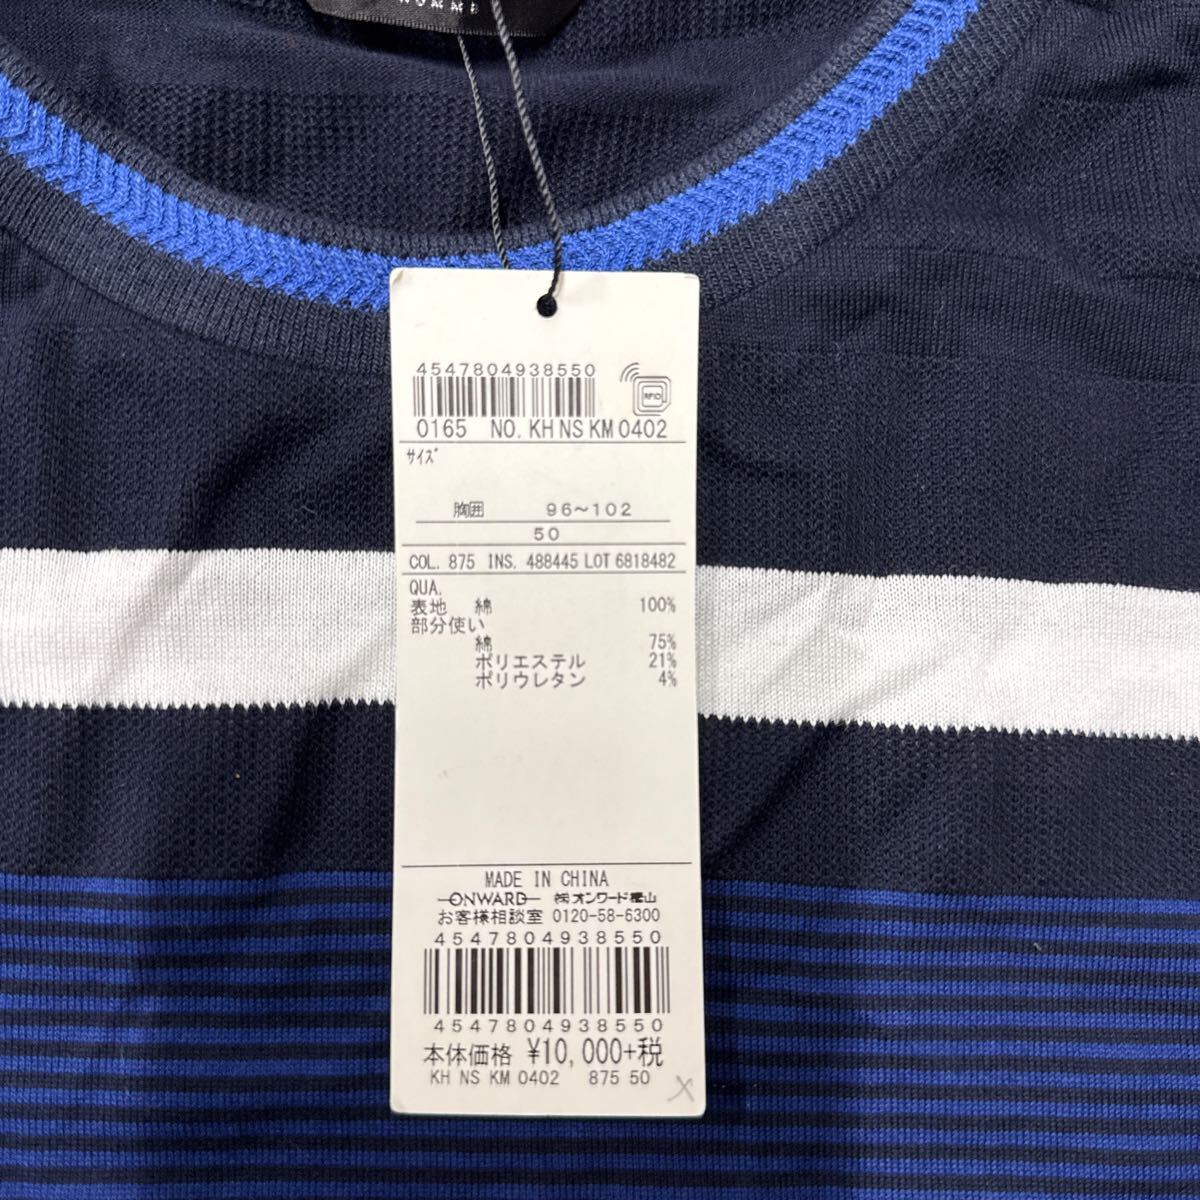 HOMME
4547804938550
RFID
0165 NO. KH NS KM 0402
ｻｲｽﾞ
胸囲 96～102
50
COL. 875 INS. 488445 LOT 6818482
QUA.
表地 綿 100%
部分使い
綿 75%
ポリエステル 21%
ポリウレタン 4%
MADE IN CHINA
ONWARD ㈱オンワード樫山
お客様相談室 0120-58-6300
4547804938550
4547804938550
本体価格 ¥10,000+税
KH NS KM 0402 875 50